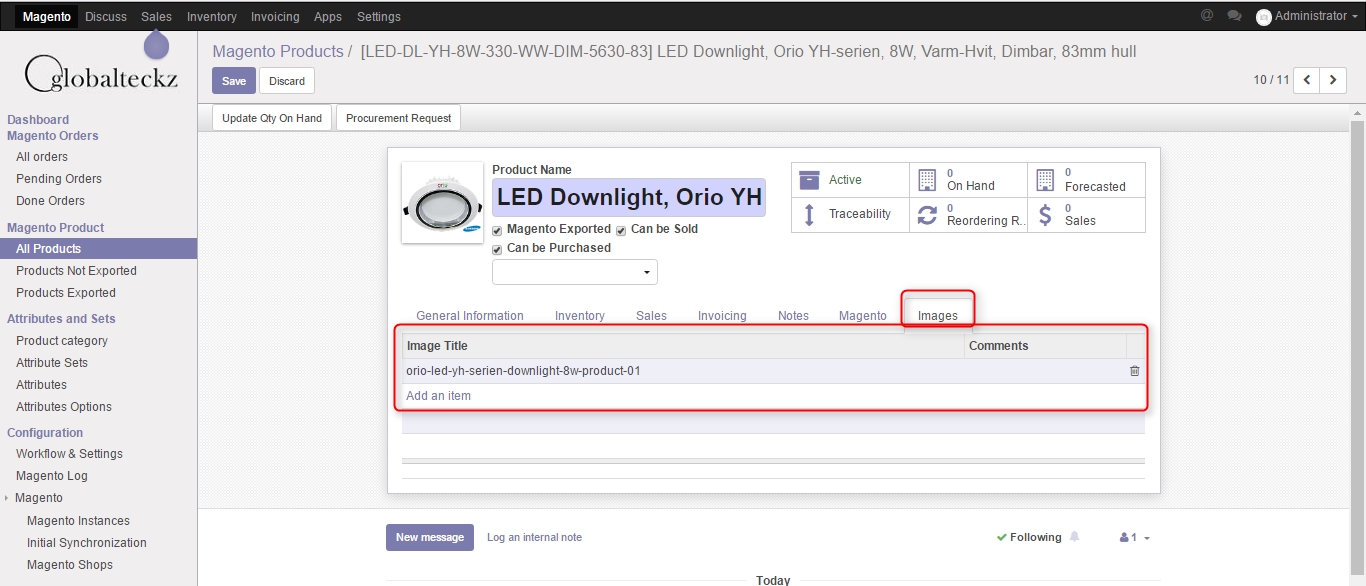 Magento Discuss Sales Inventory Invoicing Apps Settings @ Administrator
globalteckz
Magento Products / [LED-DL-YH-8W-330-WW-DIM-5630-83] LED Downlight, Orio YH-serien, 8W, Varm-Hvit, Dimbar, 83mm hull
Save Discard 10 / 11
Update Qty On Hand Procurement Request
Dashboard
Magento Orders
All orders
Pending Orders
Done Orders
Magento Product
All Products
Products Not Exported
Products Exported
Attributes and Sets
Product category
Attribute Sets
Attributes
Attributes Options
Configuration
Workflow & Settings
Magento Log
Magento
Magento Instances
Initial Synchronization
Magento Shops
Product Name
LED Downlight, Orio YH
Magento Exported Can be Sold
Can be Purchased
Active
0
On Hand
0
Forecasted
Traceability
0
Reordering R..
0
Sales
General Information Inventory Sales Invoicing Notes Magento Images
Image Title Comments
orio-led-yh-serien-downlight-8w-product-01
Add an item
New message Log an internal note Following 1
Today